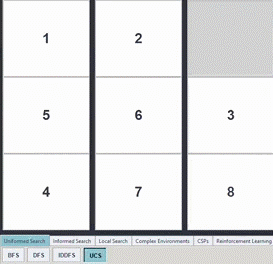 1 2
5 6 3
4 7 8
Uniformed Search Informed Search Local Search Complex Environments CSPs Reinforcement Learning
BFS DFS IDDFS UCS